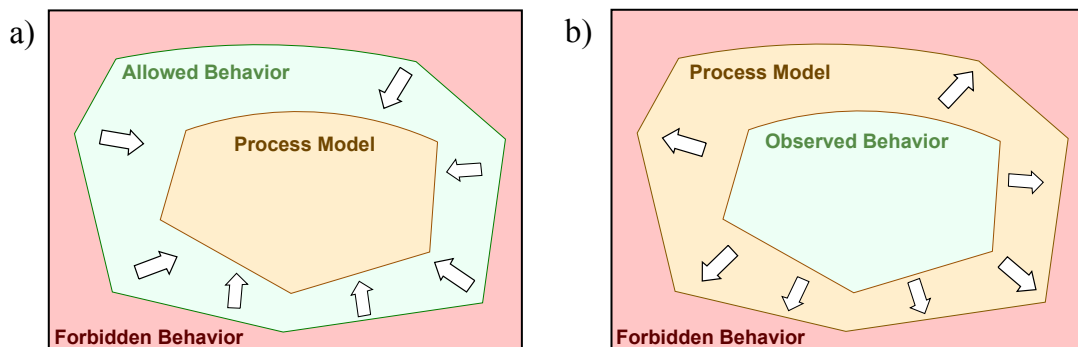 a)
Allowed Behavior
Process Model
Forbidden Behavior
b)
Process Model
Observed Behavior
Forbidden Behavior